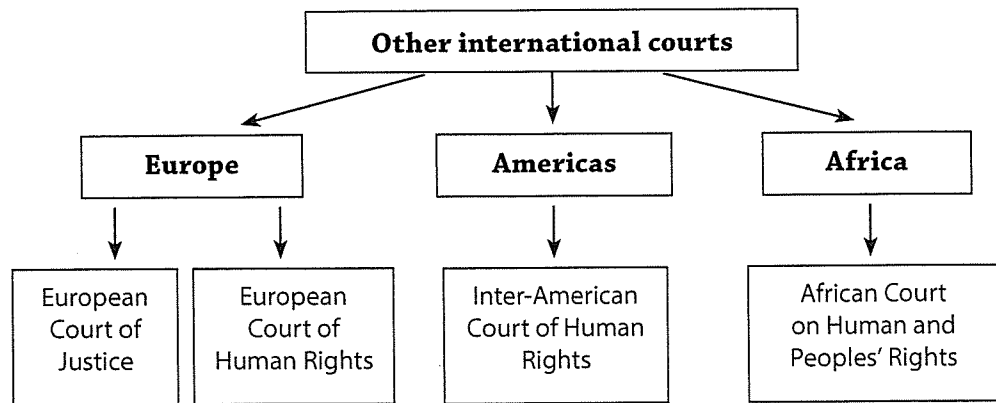 Other international courts
Europe
Americas
Africa
European
Court of
Justice
European
Court of
Human Rights
Inter-American
Court of Human
Rights
African Court
on Human and
Peoples' Rights